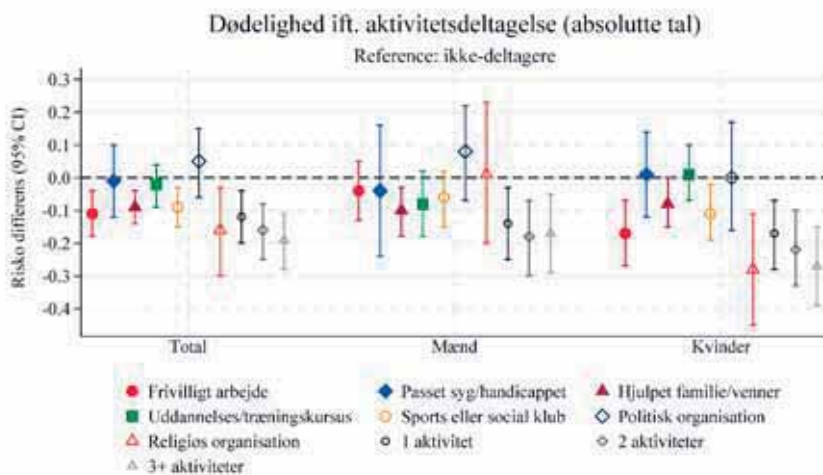 Dødelighed ift. aktivitetsdeltagelse (absolutte tal)
Reference: ikke-deltagere
Risiko differens (95% CI)
0.3
0.2
0.1
0.0
-0.1
-0.2
-0.3
-0.4
Total Mænd Kvinder
Frivilligt arbejde Passet syg/handicappet Hjulpet familie/venner
Uddannelses/træningskursus Sports eller social klub Politisk organisation
Religiøs organisation 1 aktivitet 2 aktiviteter
3+ aktiviteter